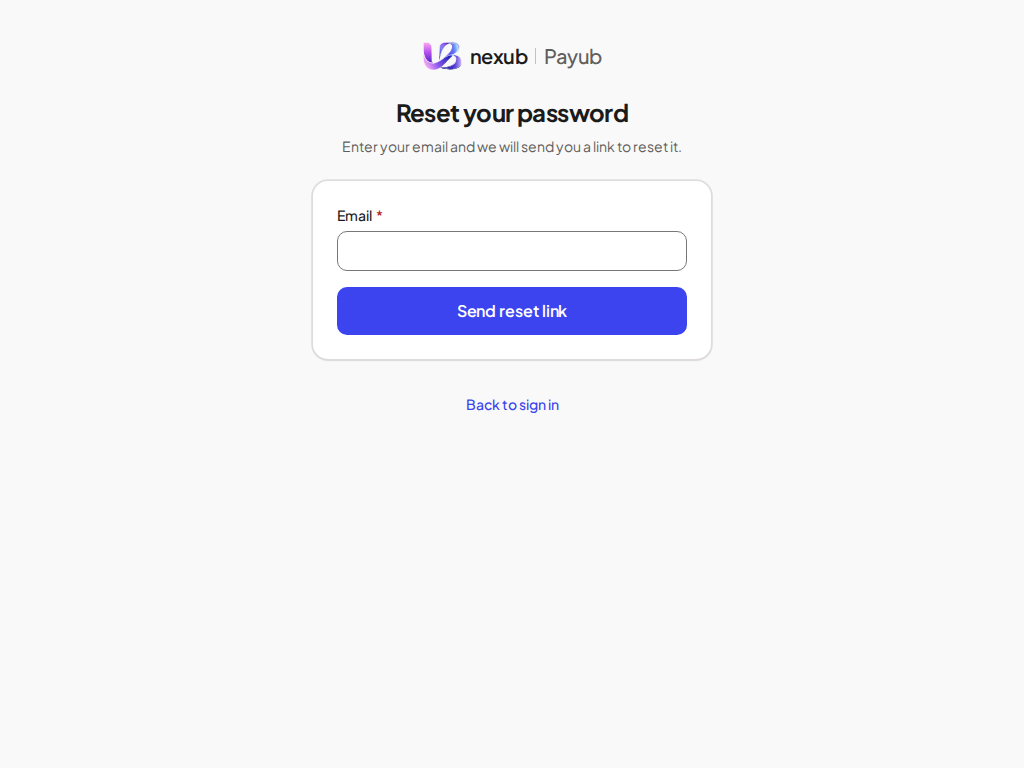 nexub | Payub
Reset your password
Enter your email and we will send you a link to reset it.
Email *
Send reset link
Back to sign in